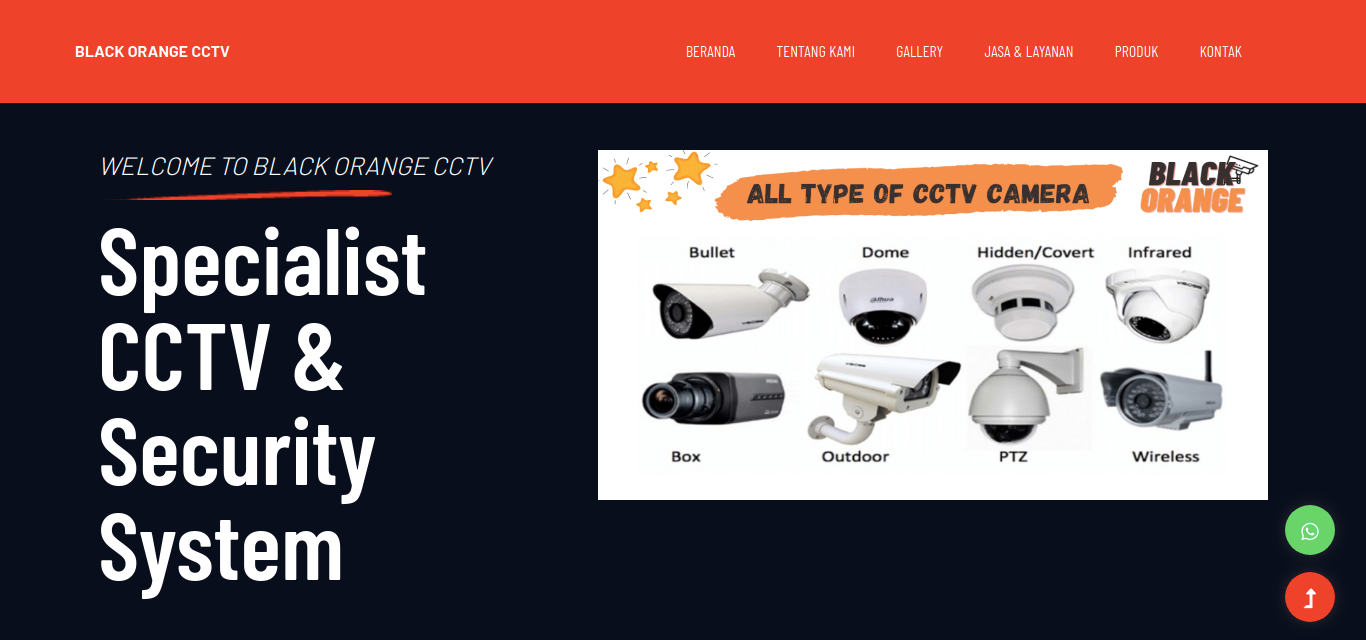 BLACK ORANGE CCTV
BERANDA TENTANG KAMI GALLERY JASA & LAYANAN PRODUK KONTAK
WELCOME TO BLACK ORANGE CCTV
Specialist
CCTV &
Security
System
ALL TYPE OF CCTV CAMERA
BLACK
ORANGE
Bullet Dome Hidden/Covert Infrared
alhua
Box Outdoor PTZ Wireless